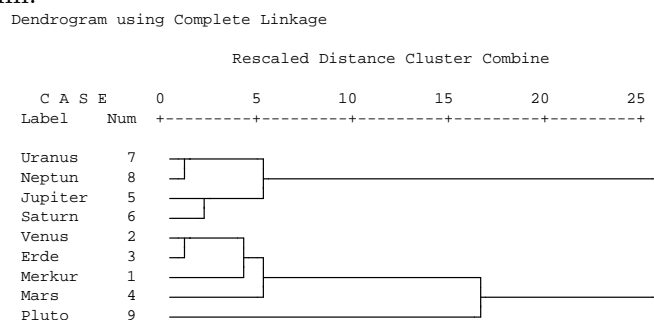 Dendrogram using Complete Linkage
Rescaled Distance Cluster Combine
C A S E 0 5 10 15 20 25
Label Num +---------+---------+---------+---------+---------+
Uranus 7
Neptun 8
Jupiter 5
Saturn 6
Venus 2
Erde 3
Merkur 1
Mars 4
Pluto 9